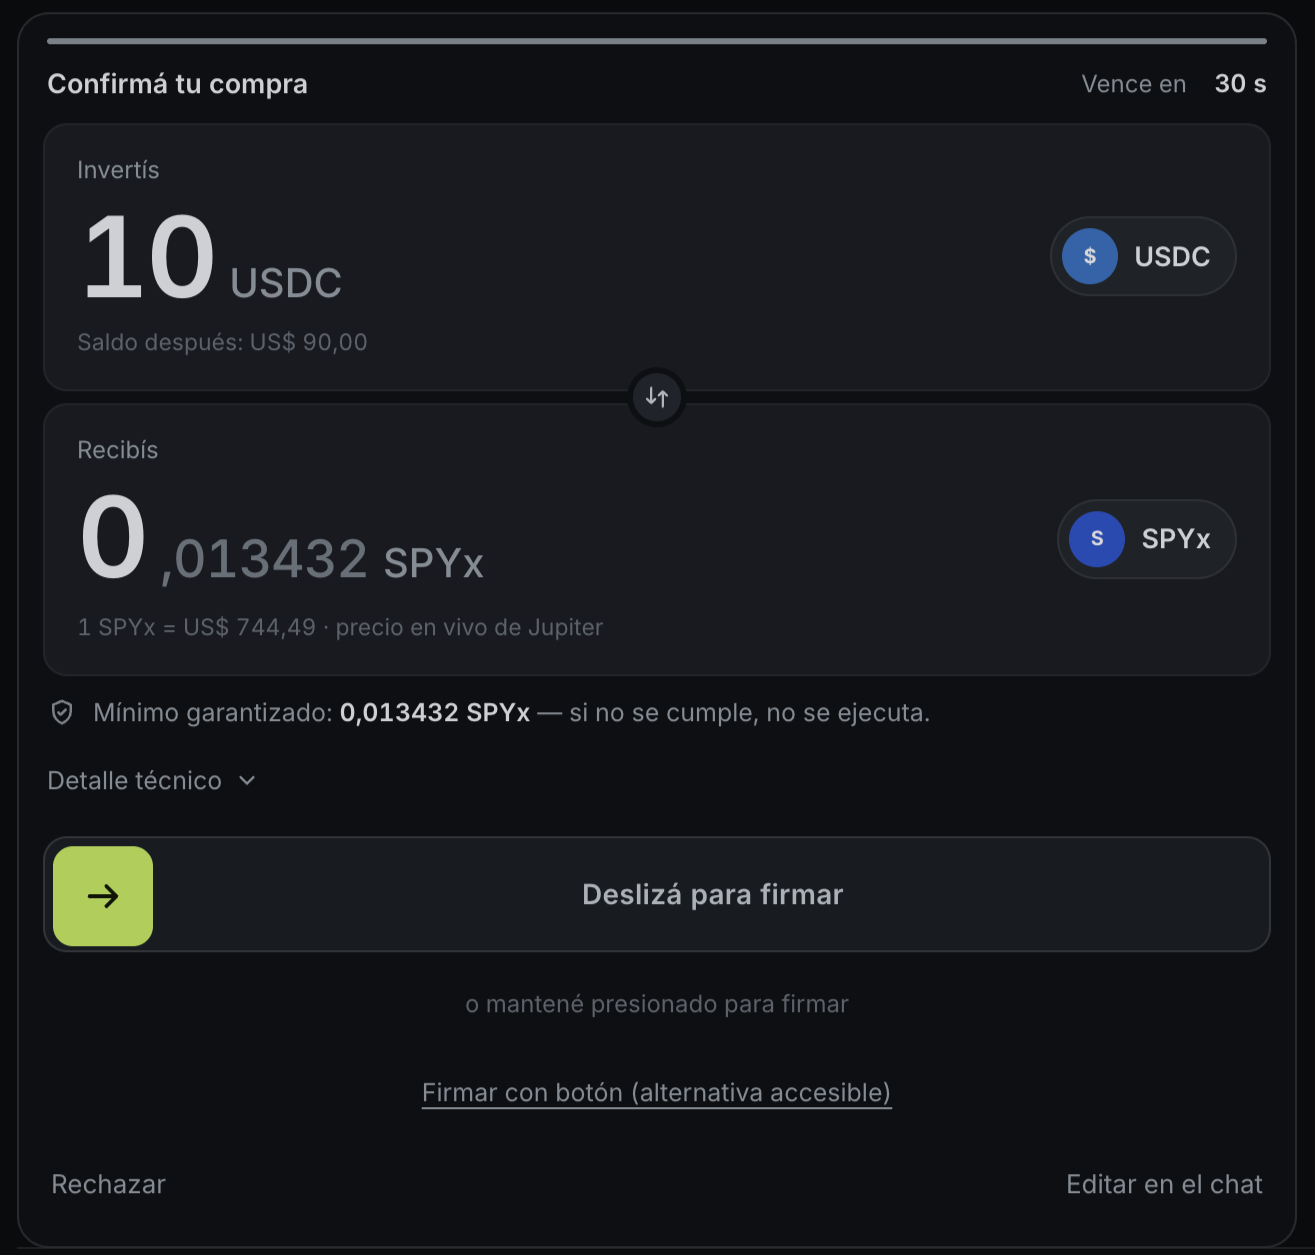 Confirmá tu compra
Vence en 30 s
Invertís
10 USDC
$ USDC
Saldo después: US$ 90,00
Recibís
0,013432 SPYx
S SPYx
1 SPYx = US$ 744,49 · precio en vivo de Jupiter
Mínimo garantizado: 0,013432 SPYx — si no se cumple, no se ejecuta.
Detalle técnico
Deslizá para firmar
o mantené presionado para firmar
Firmar con botón (alternativa accesible)
Rechazar
Editar en el chat